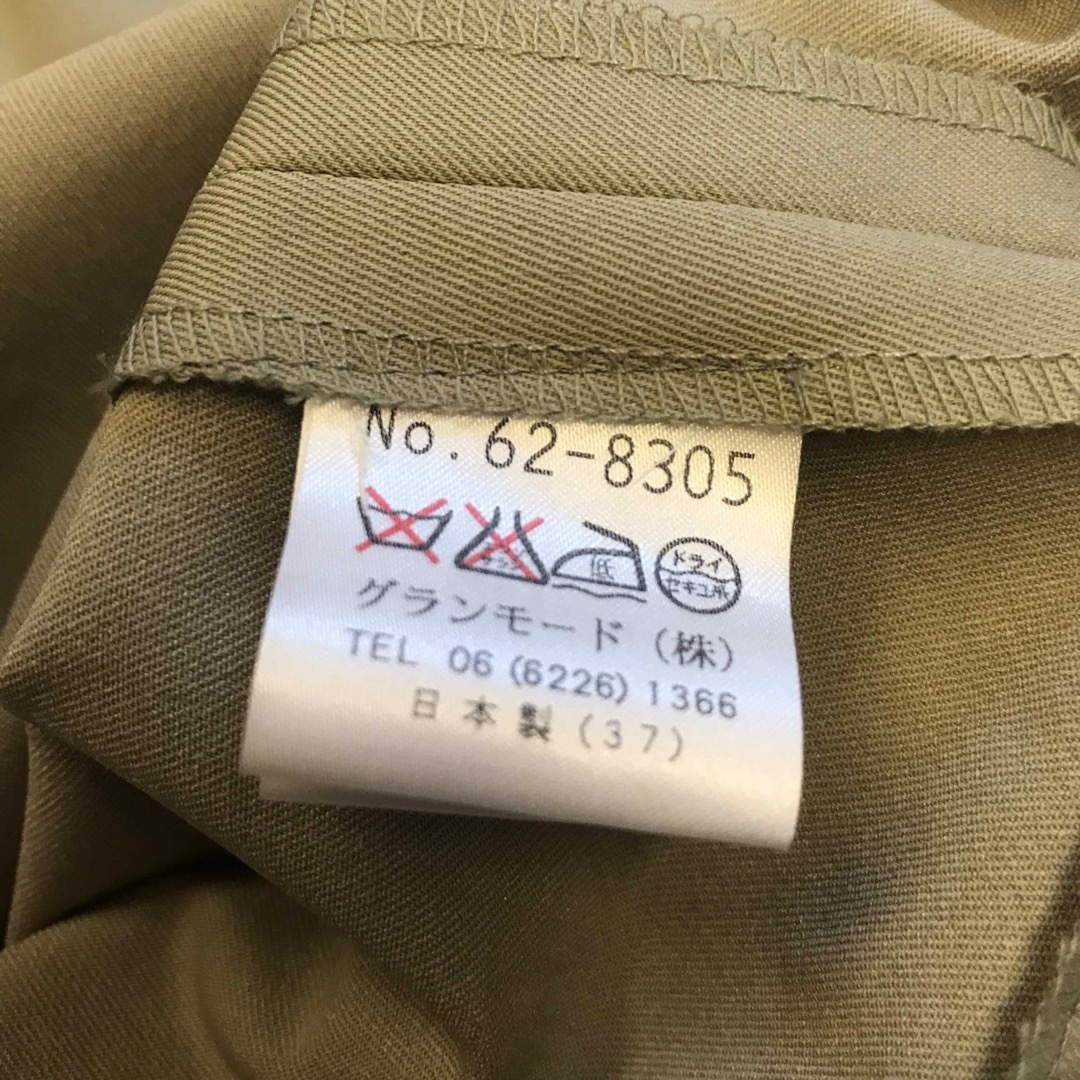 No. 62-8305
低 ドライ
セキユ系
グランモード(株)
TEL 06(6226)1366
日本製(37)